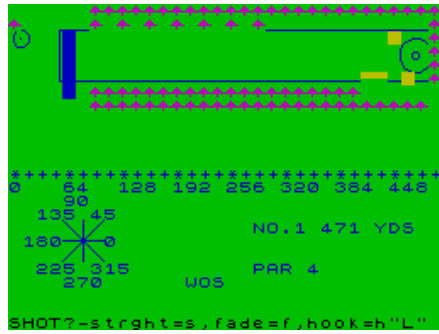 *++++*++++*++++*++++*++++*++++*++++*+++
0 64 128 192 256 320 384 448
90
135 45
180 0
225 315
270
NO.1 471 YDS
PAR 4
WOS
SHOT?-strght=s,fade=f,hook=h"L"